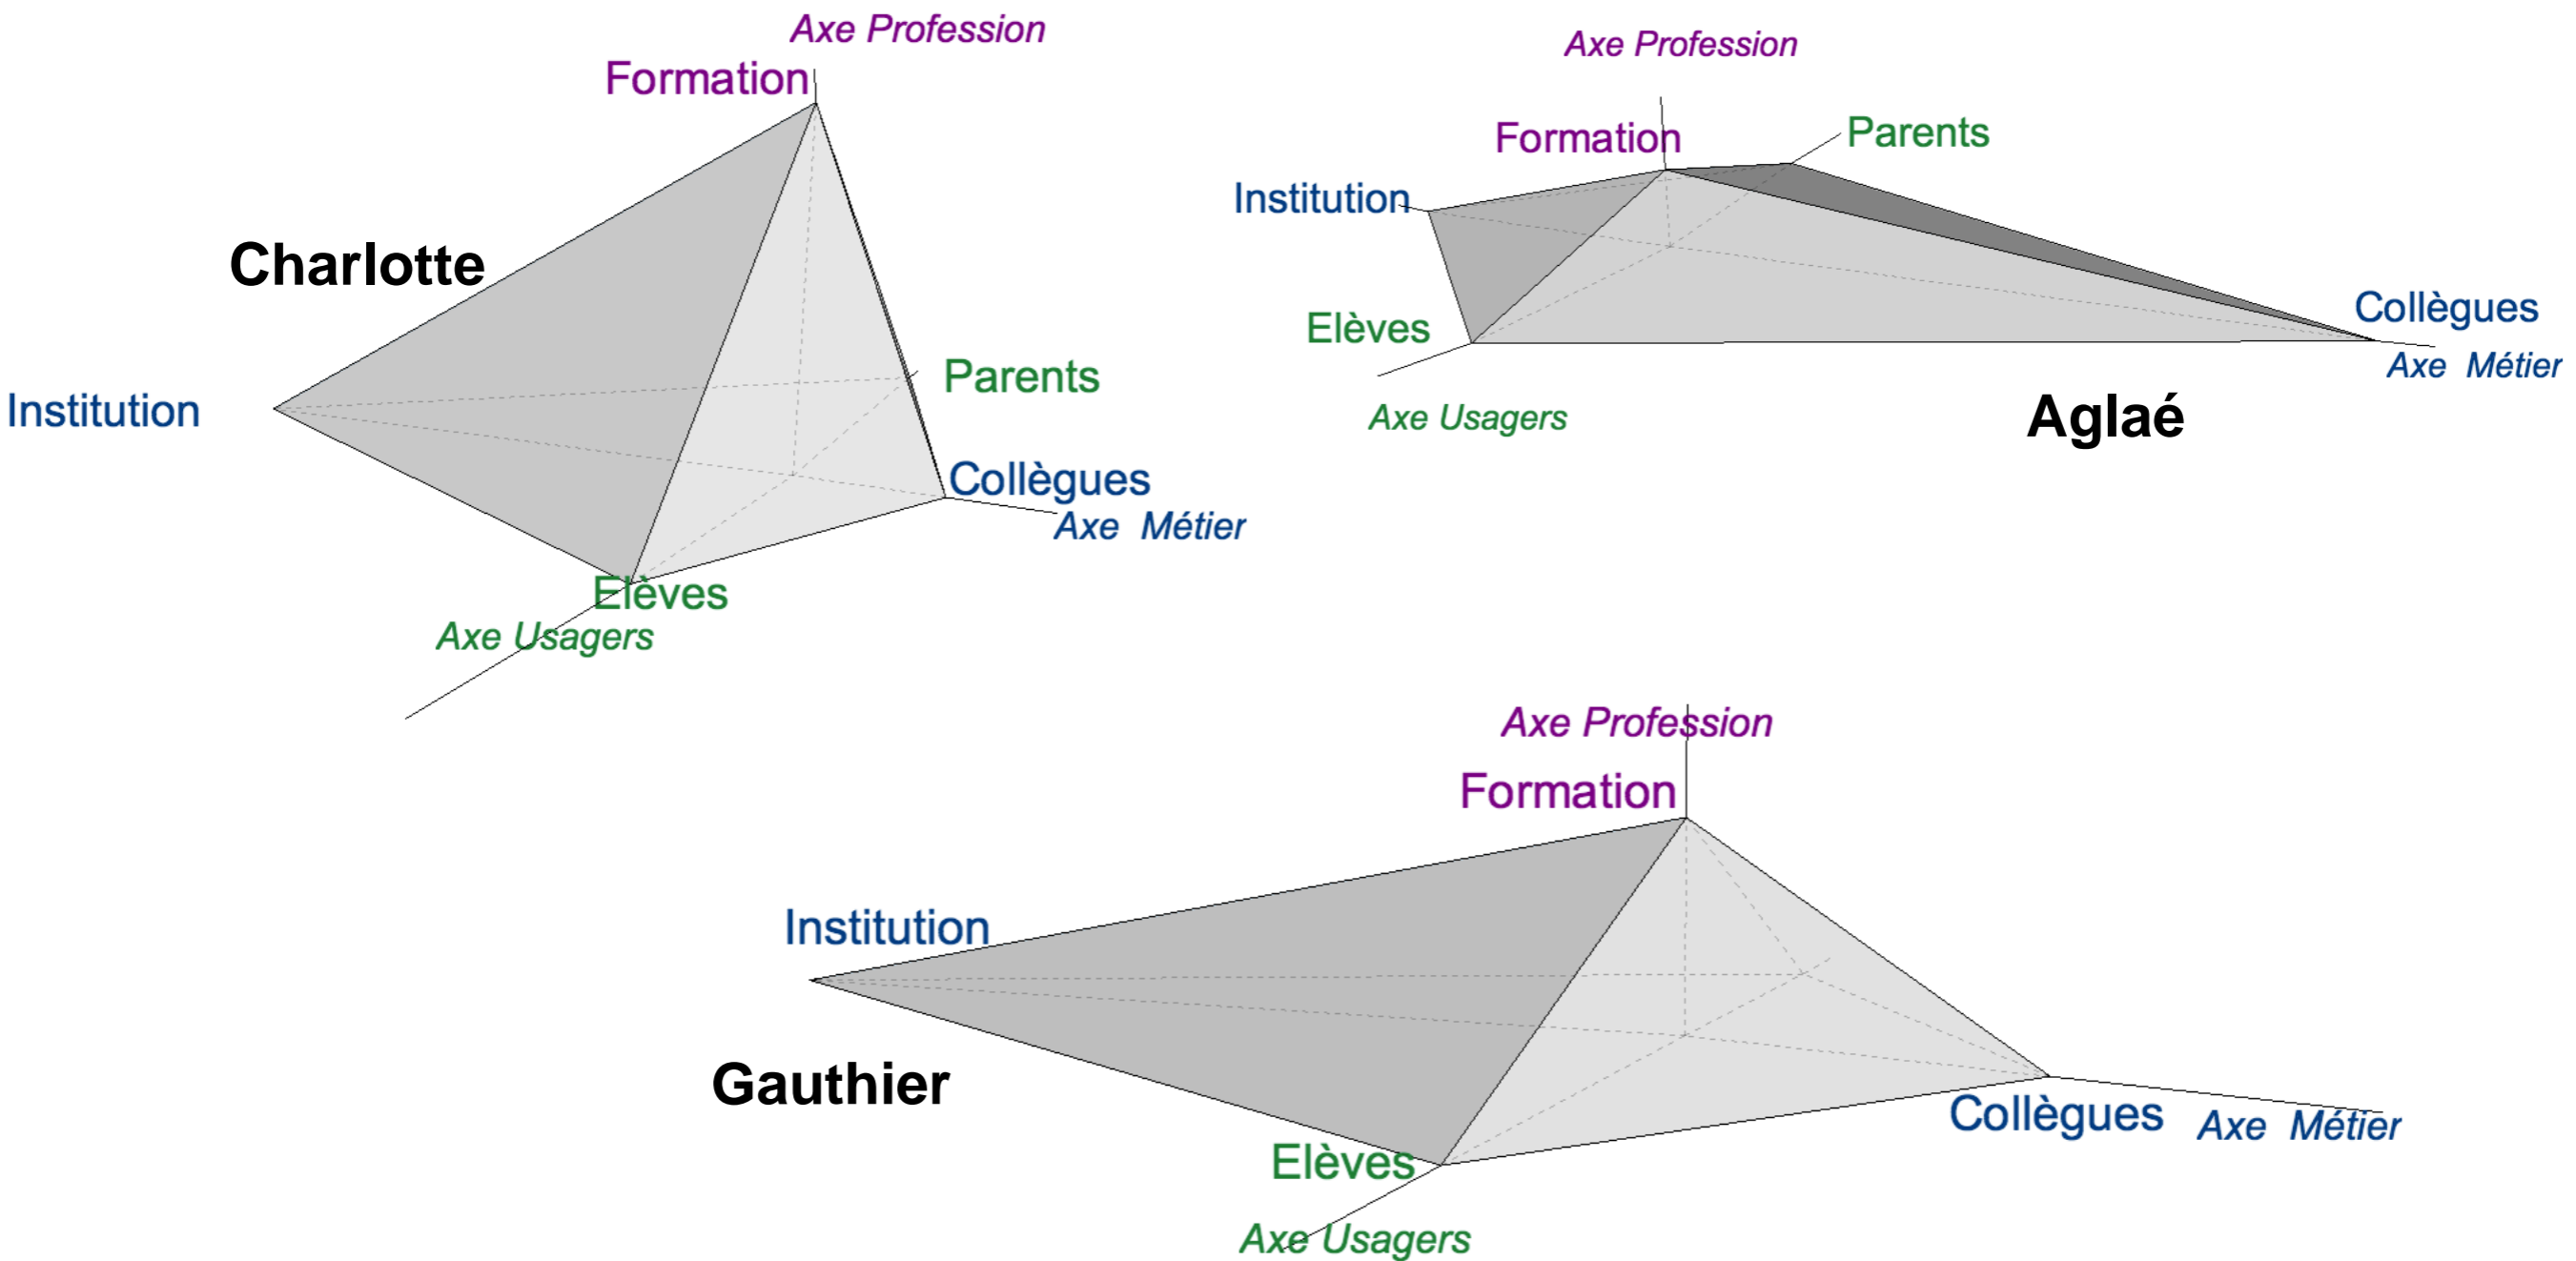 Axe Profession
Formation
Charlotte
Institution
Parents
Collègues
Axe Métier
Elèves
Axe Usagers
Axe Profession
Formation
Parents
Institution
Elèves
Collègues
Axe Métier
Axe Usagers
Aglaé
Axe Profession
Formation
Institution
Gauthier
Collègues
Axe Métier
Elèves
Axe Usagers